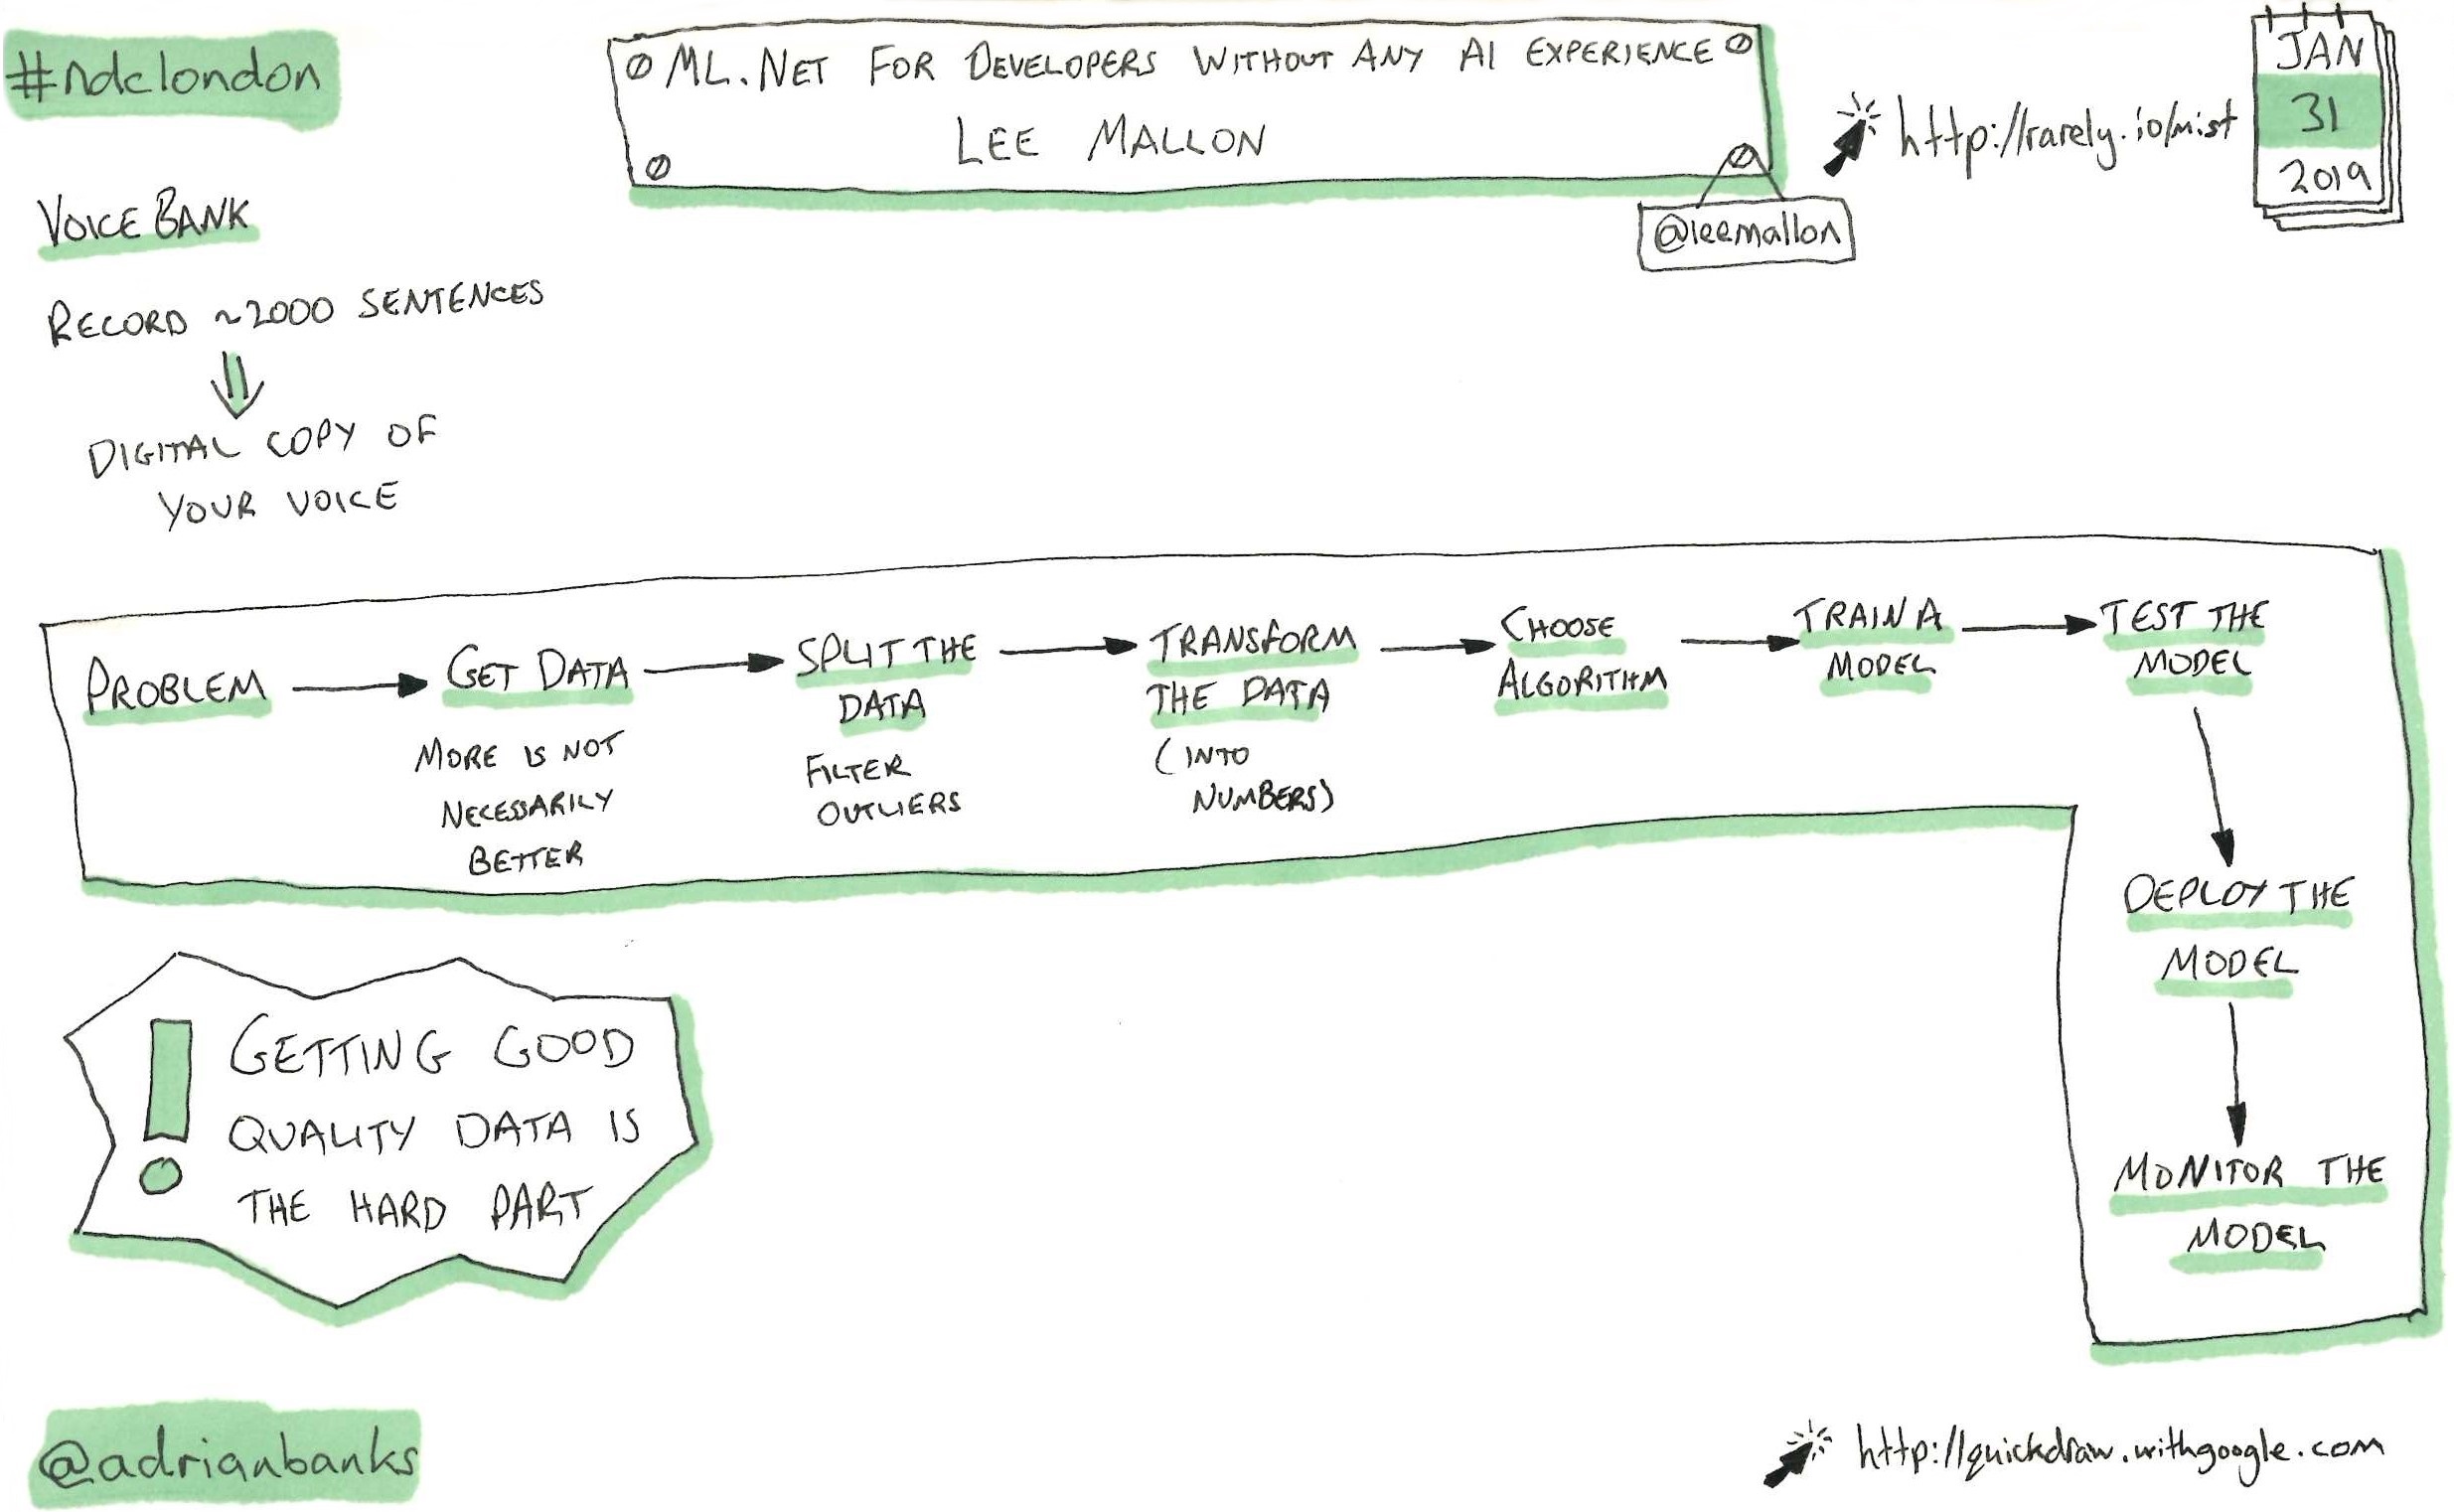 #ndclondon
ML.NET FOR DEVELOPERS WITHOUT ANY AI EXPERIENCE
LEE MALLON
@leemallon
http://rarely.io/mist
JAN
31
2019
VOICE BANK
RECORD ~2000 SENTENCES
DIGITAL COPY OF
YOUR VOICE
PROBLEM
GET DATA
MORE IS NOT
NECESSARILY
BETTER
SPLIT THE
DATA
FILTER
OUTLIERS
TRANSFORM
THE DATA
(INTO
NUMBERS)
CHOOSE
ALGORITHM
TRAIN A
MODEL
TEST THE
MODEL
DEPLOY THE
MODEL
MONITOR THE
MODEL
GETTING GOOD
QUALITY DATA IS
THE HARD PART
@adrianbanks
http://quickdraw.withgoogle.com